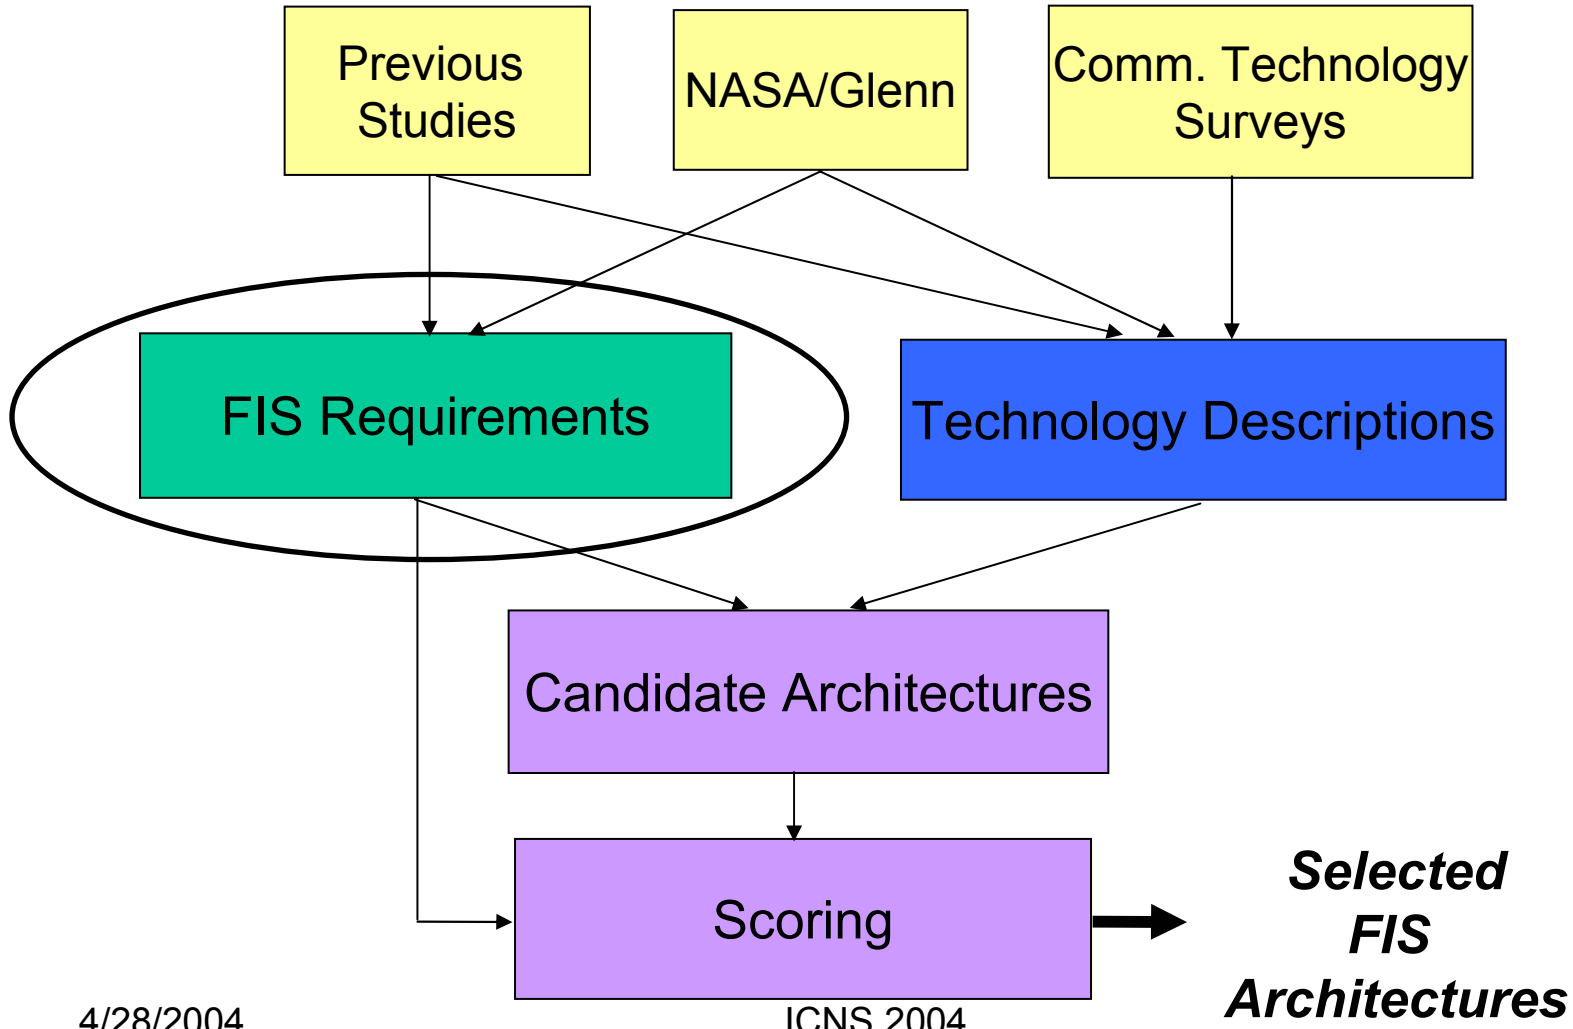 Previous
Studies
NASA/Glenn
Comm. Technology
Surveys
FIS Requirements
Technology Descriptions
Candidate Architectures
Scoring
Selected
FIS
Architectures
4/28/2004
ICNS 2004